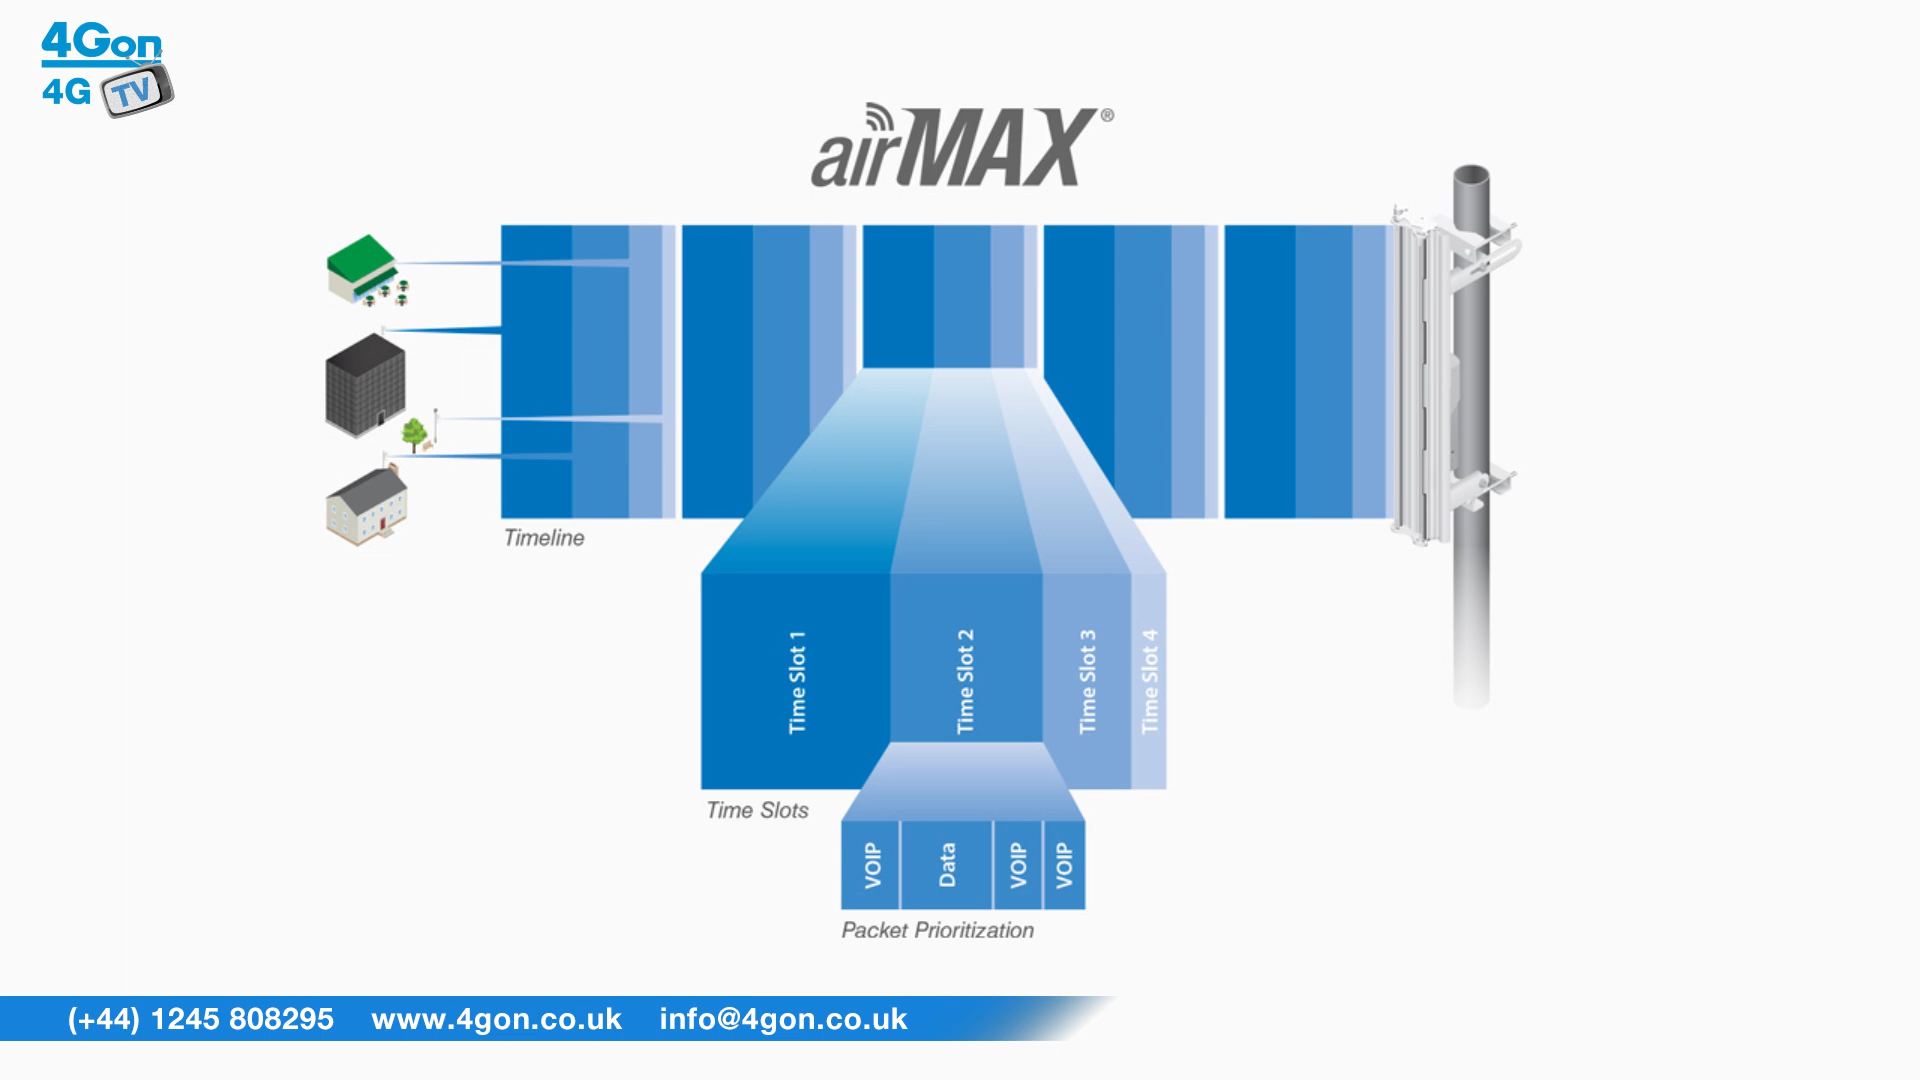 4Gon
4G TV
airMAX®
Timeline
Time Slot 1
Time Slot 2
Time Slot 3
Time Slot 4
Time Slots
VOIP
Data
VOIP
VOIP
Packet Prioritization
(+44) 1245 808295 www.4gon.co.uk info@4gon.co.uk